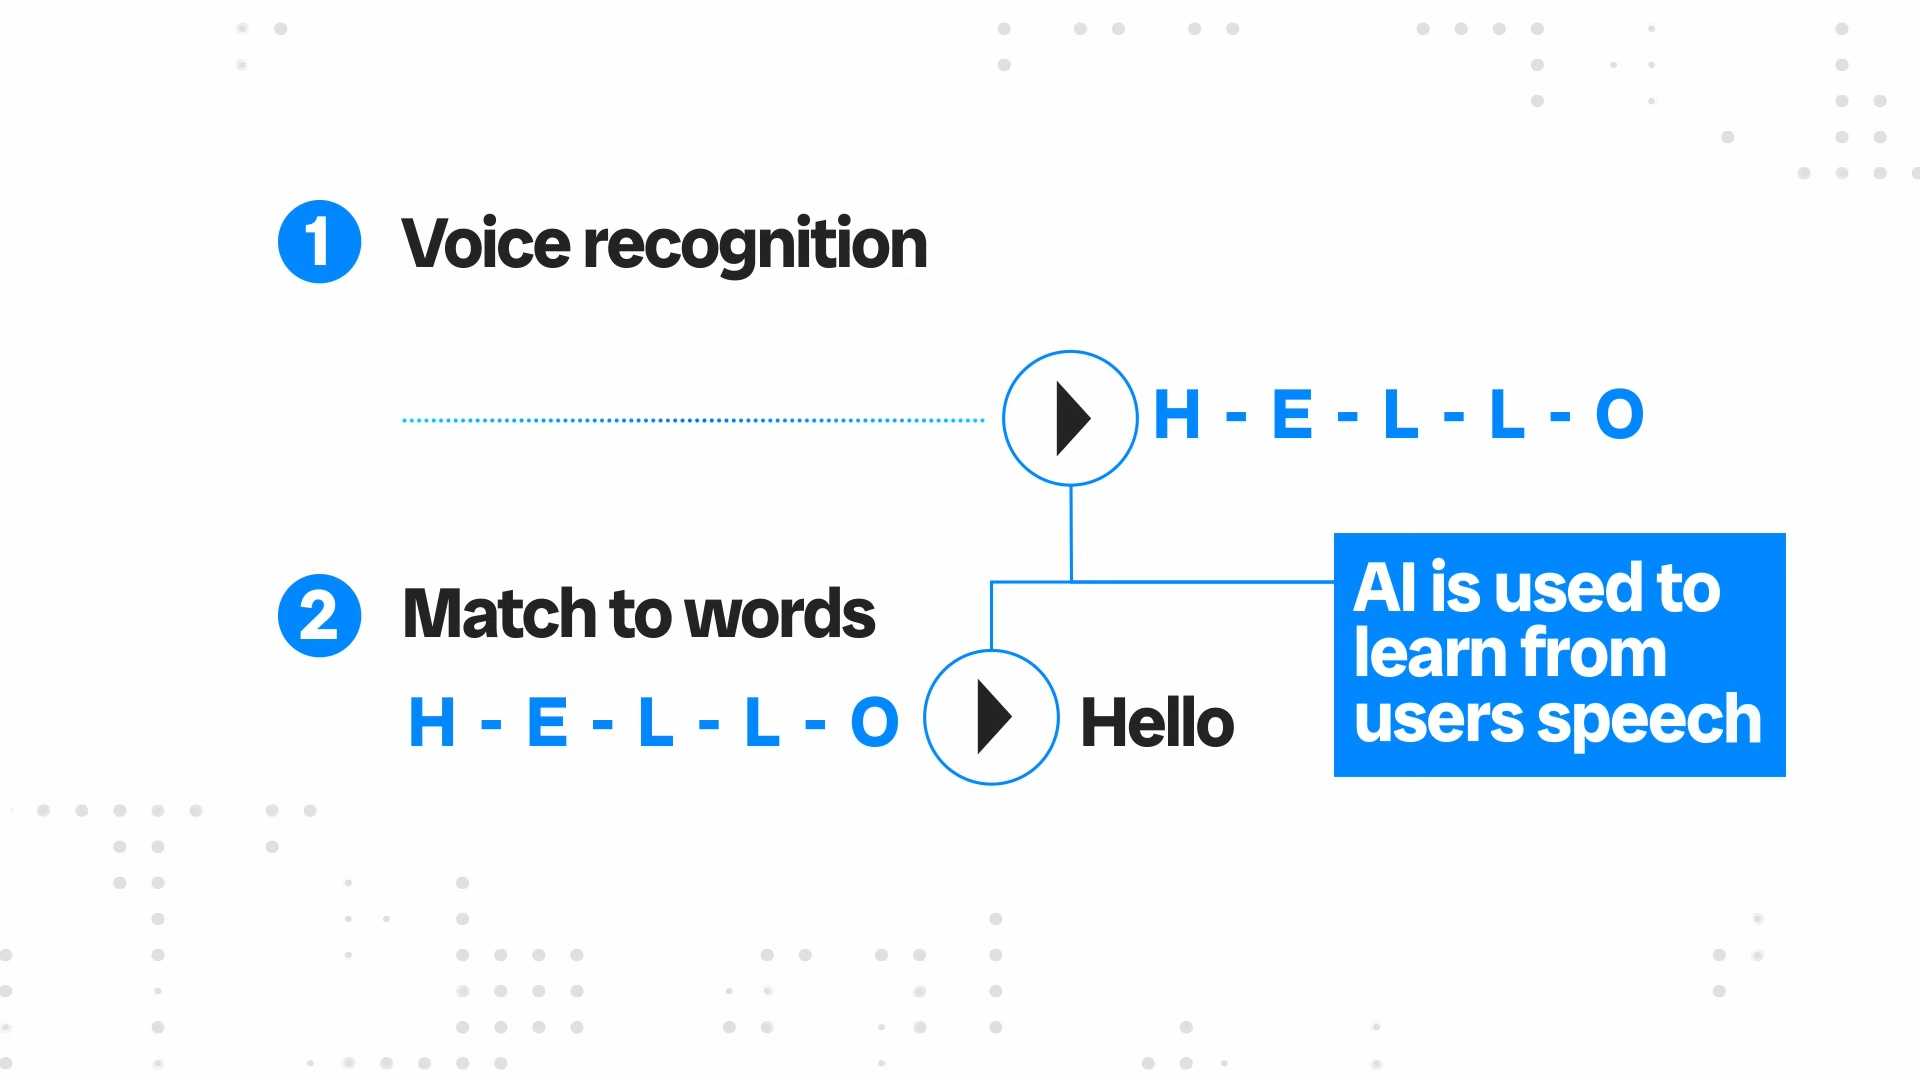 1 Voice recognition
H - E - L - L - O
2 Match to words
H - E - L - L - O Hello
AI is used to
learn from
users speech